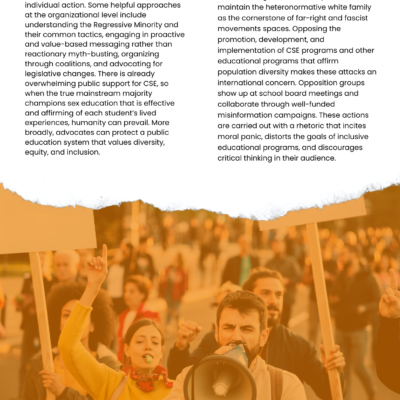 individual action. Some helpful approaches
at the organizational level include
understanding the Regressive Minority and
their common tactics, engaging in proactive
and value-based messaging rather than
reactionary myth-busting, organizing
through coalitions, and advocating for
legislative changes. There is already
overwhelming public support for CSE, so
when the true mainstream majority
champions sex education that is effective
and affirming of each student's lived
experiences, humanity can prevail. More
broadly, advocates can protect a public
education system that values diversity,
equity, and inclusion.
maintain the heteronormative white family
as the cornerstone of far-right and fascist
movements spaces. Opposing the
promotion, development, and
implementation of CSE programs and other
educational programs that affirm
population diversity makes these attacks an
international concern. Opposition groups
show up at school board meetings and
collaborate through well-funded
misinformation campaigns. These actions
are carried out with a rhetoric that incites
moral panic, distorts the goals of inclusive
educational programs, and discourages
critical thinking in their audience.